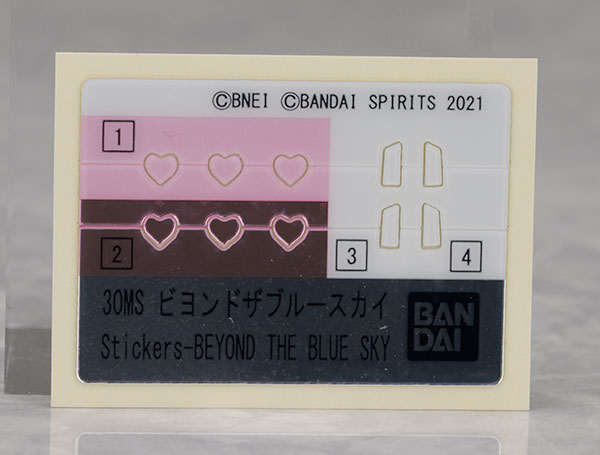 ©BNEI ©BANDAI SPIRITS 2021
1
2
3
4
30MS ビヨンドザブルースカイ
Stickers-BEYOND THE BLUE SKY
BAN
DAI